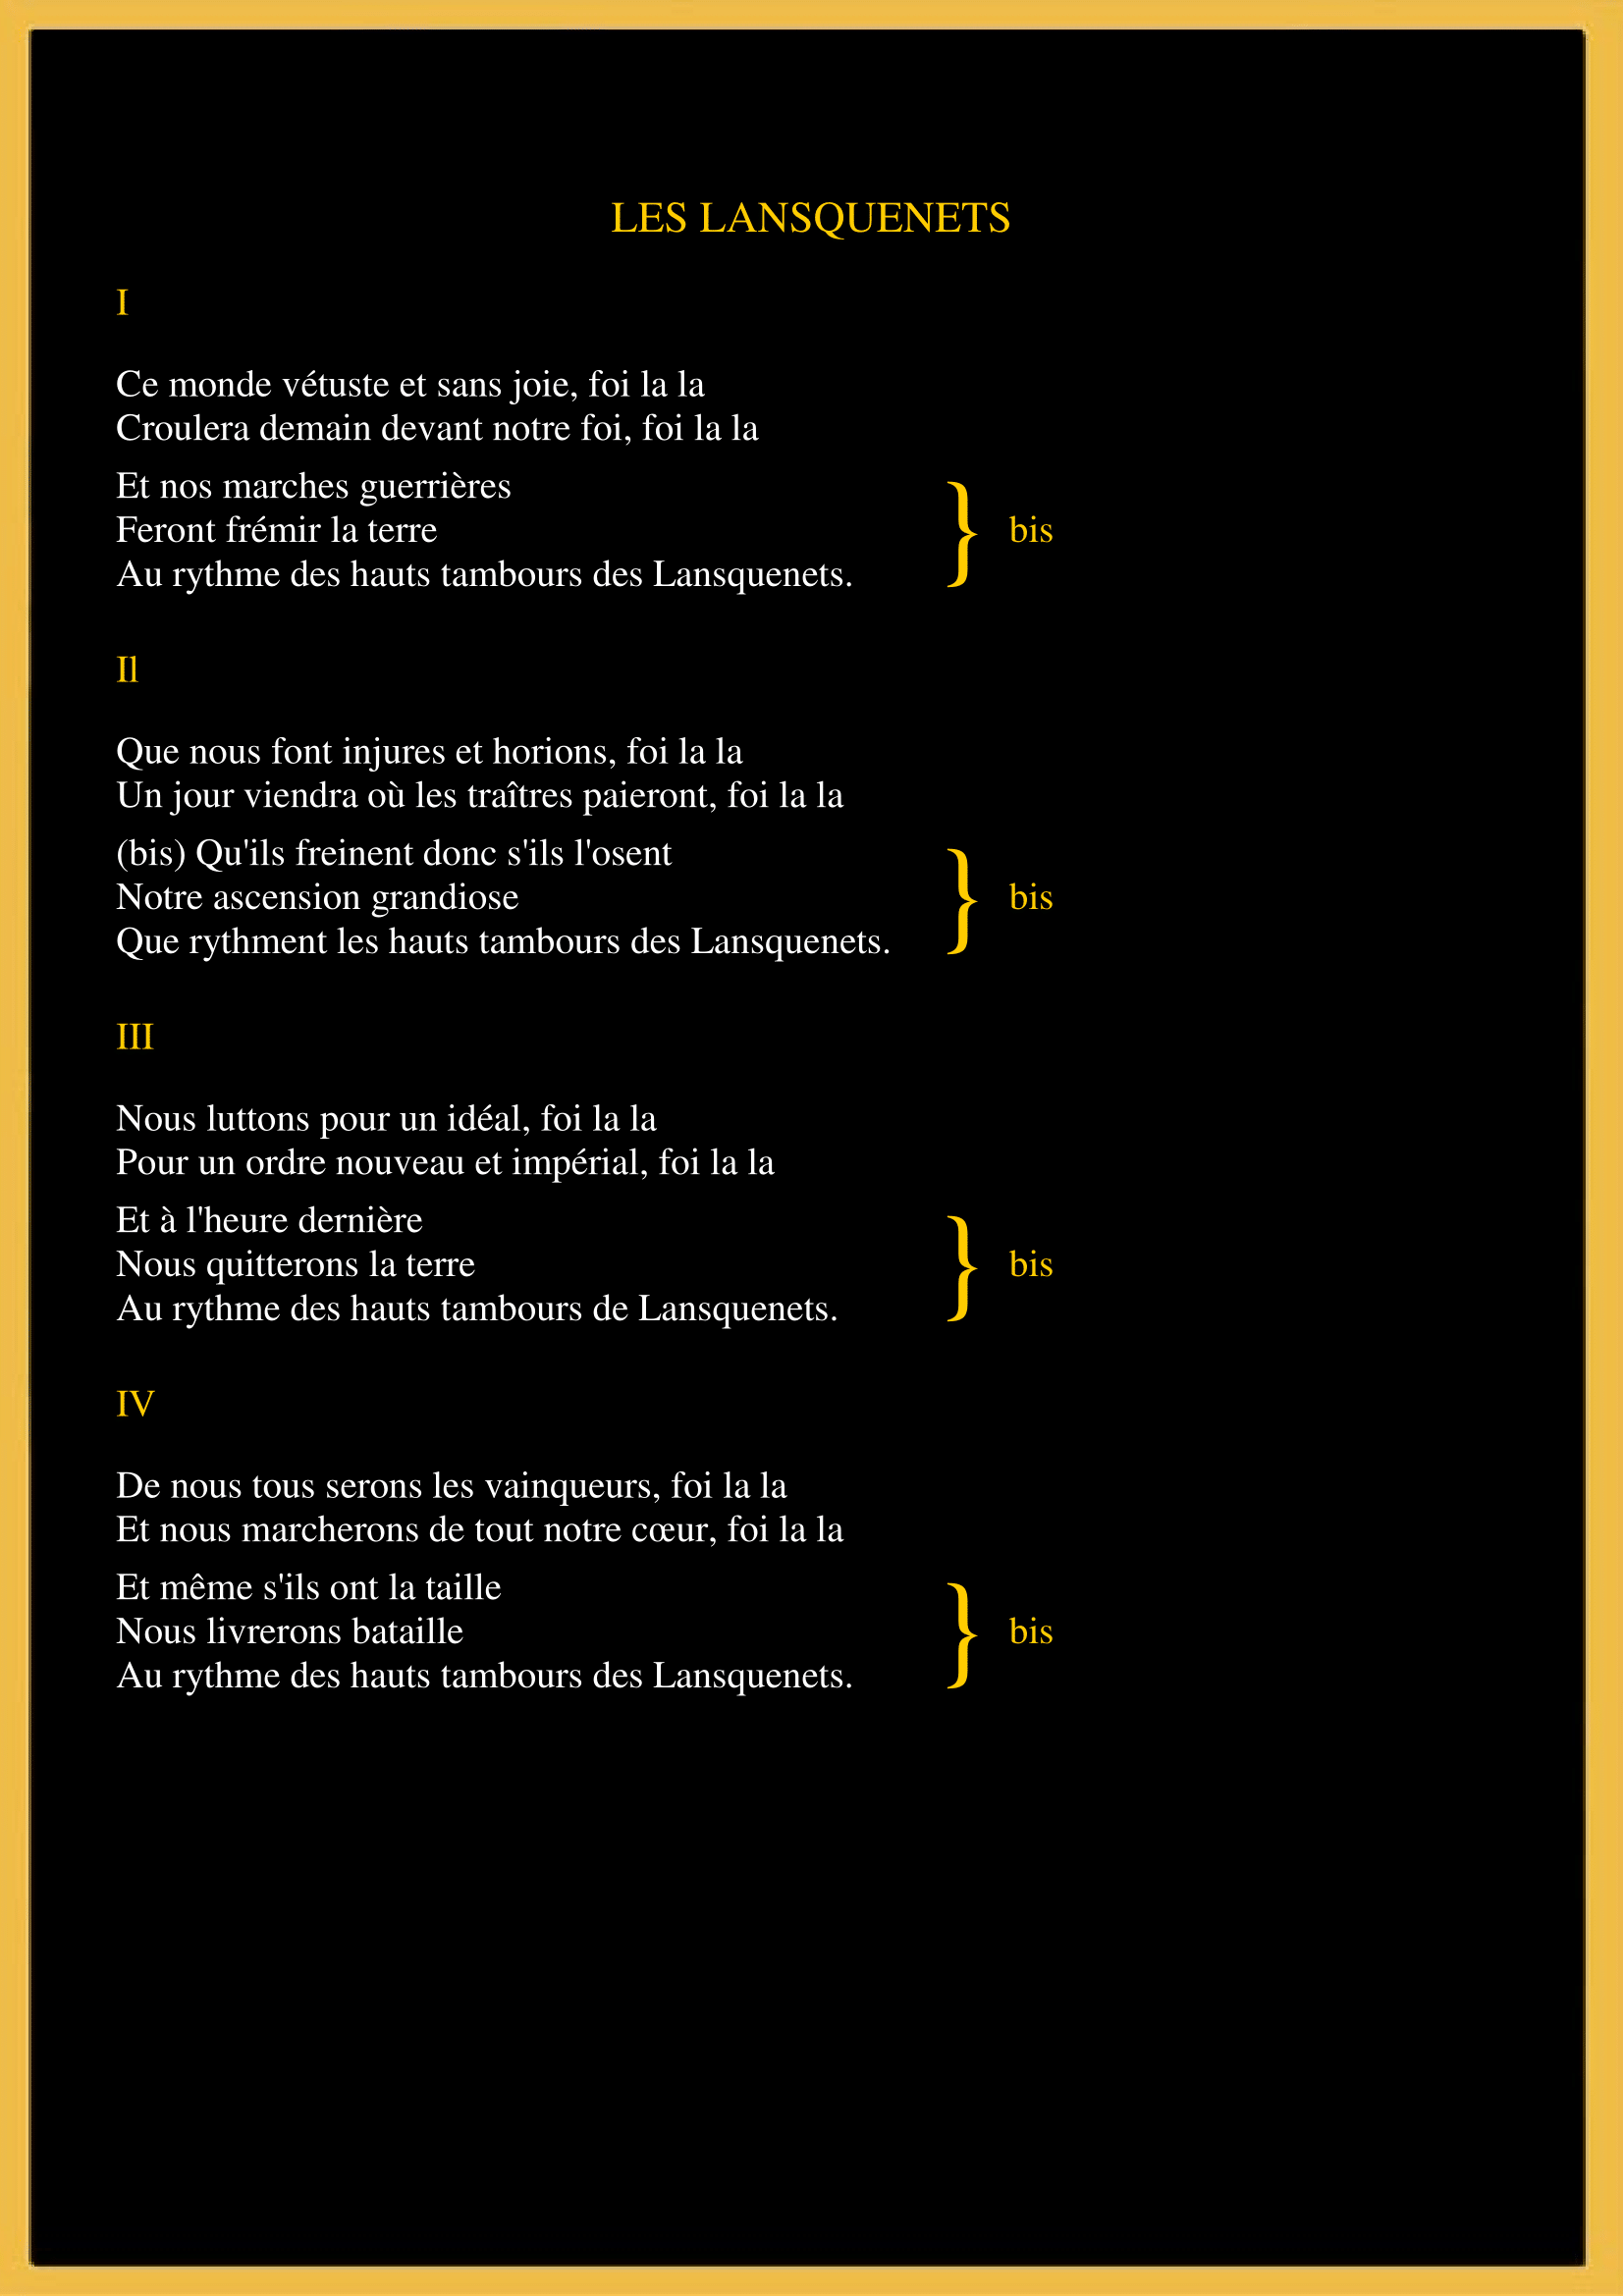 LES LANSQUENETS
I
Ce monde vétuste et sans joie, foi la la
Croulera demain devant notre foi, foi la la
Et nos marches guerrières
Feront frémir la terre
Au rythme des hauts tambours des Lansquenets.
} bis
Il
Que nous font injures et horions, foi la la
Un jour viendra où les traîtres paieront, foi la la
(bis) Qu'ils freinent donc s'ils l'osent
Notre ascension grandiose
Que rythment les hauts tambours des Lansquenets.
} bis
III
Nous luttons pour un idéal, foi la la
Pour un ordre nouveau et impérial, foi la la
Et à l'heure dernière
Nous quitterons la terre
Au rythme des hauts tambours de Lansquenets.
} bis
IV
De nous tous serons les vainqueurs, foi la la
Et nous marcherons de tout notre cœur, foi la la
Et même s'ils ont la taille
Nous livrerons bataille
Au rythme des hauts tambours des Lansquenets.
} bis